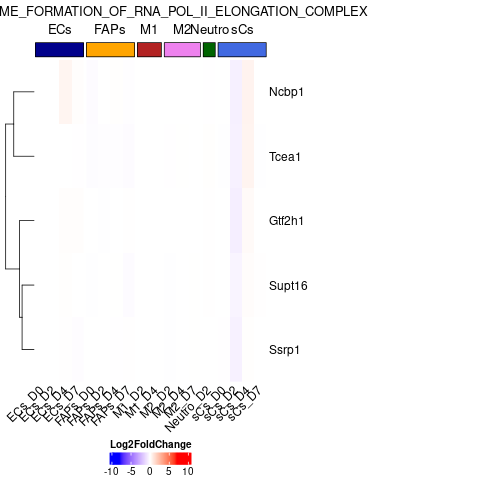 ME_FORMATION_OF_RNA_POL_II_ELONGATION_COMPLEX
ECs FAPs M1 M2 Neutro sCs
Ncbp1
Tcea1
Gtf2h1
Supt16
Ssrp1
ECs_D0 ECs_D2 ECs_D4 ECs_D7 FAPs_D0 FAPs_D2 FAPs_D4 FAPs_D7 M1_D2 M1_D4 M2_D2 M2_D4 M2_D7 Neutro_D2 sCs_D0 sCs_D2 sCs_D4 sCs_D7
Log2FoldChange
-10 -5 0 5 10